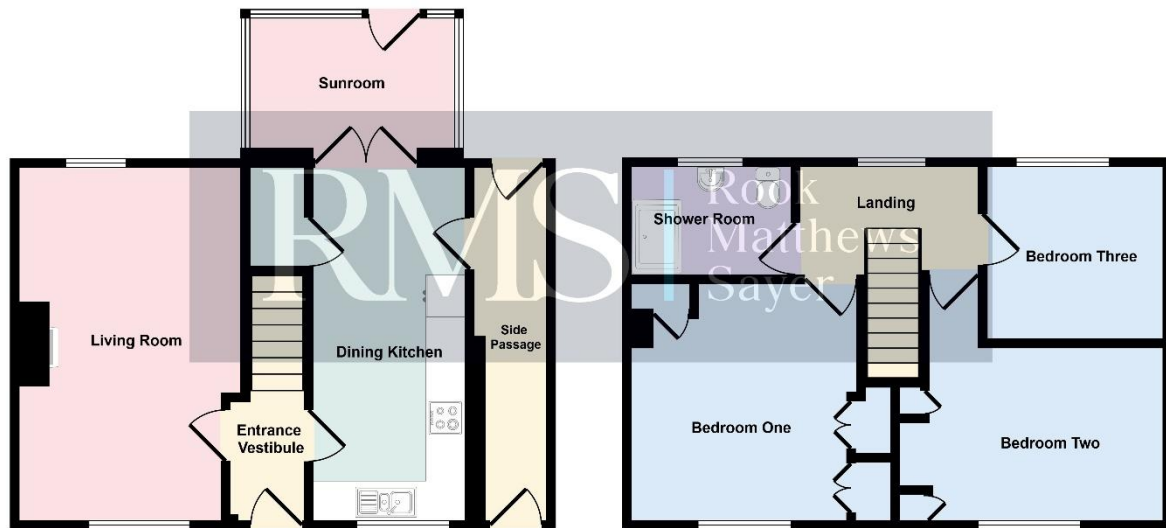 Sunroom
RMS
Rook
Matthews
Sayer
Living Room
Dining Kitchen
Side
Passage
Entrance
Vestibule
Shower Room
Landing
Bedroom Three
Bedroom One
Bedroom Two